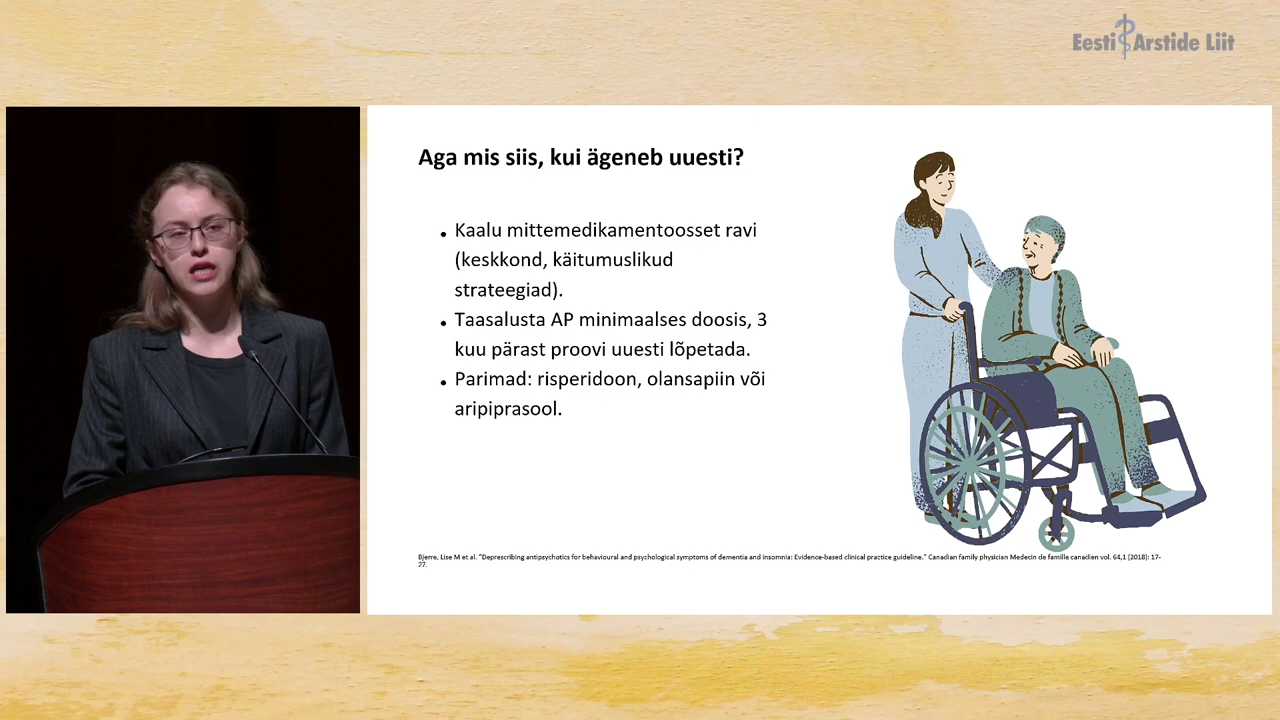 Eesti Arstide Liit
Aga mis siis, kui ägeneb uuesti?
• Kaalu mittemedikamentoosset ravi
(keskkond, käitumuslikud
strateegiad).
• Taasalusta AP minimaalses doosis, 3
kuu pärast proovi uuesti lõpetada.
• Parimad: risperidoon, olansapiin või
aripiprasool.
Bjerre, Lise M et al. "Deprescribing antipsychotics for behavioural and psychological symptoms of dementia and insomnia: Evidence-based clinical practice guideline." Canadian family physician Medecin de famille canadien vol. 64,1 (2018): 17-
27.